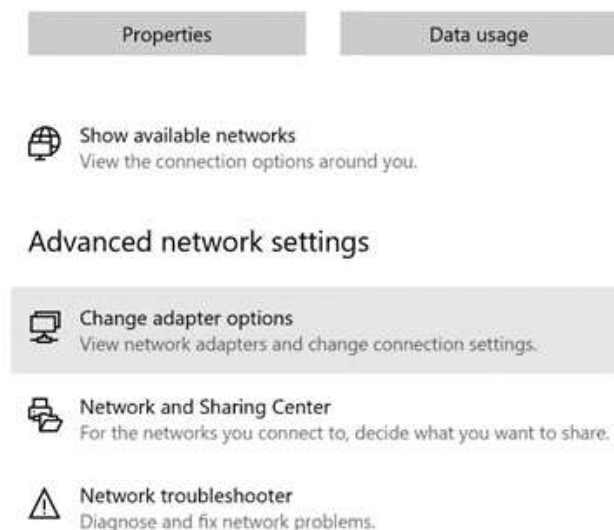 Properties
Data usage
Show available networks
View the connection options around you.
Advanced network settings
Change adapter options
View network adapters and change connection settings.
Network and Sharing Center
For the networks you connect to, decide what you want to share.
Network troubleshooter
Diagnose and fix network problems.